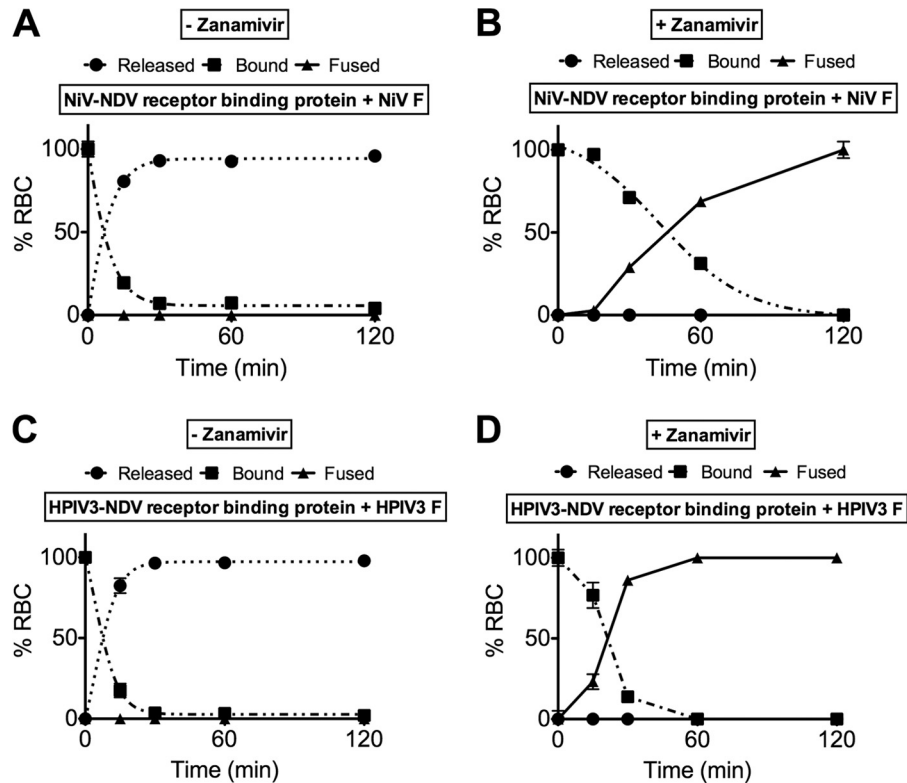 A
- Zanamivir
Released Bound Fused
NiV-NDV receptor binding protein + NiV F
100
50
0
% RBC
0 60 120
Time (min)
B
+ Zanamivir
Released Bound Fused
NiV-NDV receptor binding protein + NiV F
100
50
0
% RBC
0 60 120
Time (min)
C
- Zanamivir
Released Bound Fused
HPIV3-NDV receptor binding protein + HPIV3 F
100
50
0
% RBC
0 60 120
Time (min)
D
+ Zanamivir
Released Bound Fused
HPIV3-NDV receptor binding protein + HPIV3 F
100
50
0
% RBC
0 60 120
Time (min)